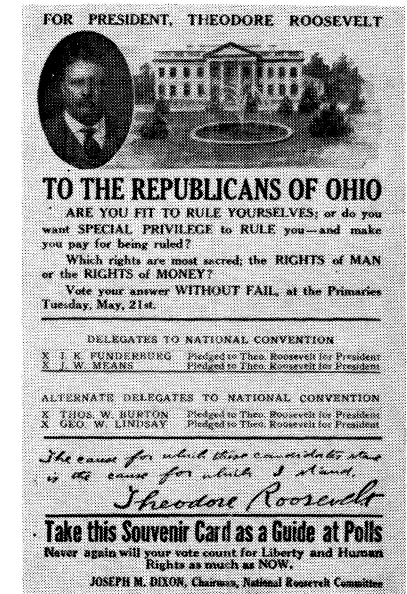 FOR PRESIDENT, THEODORE ROOSEVELT
TO THE REPUBLICANS OF OHIO
ARE YOU FIT TO RULE YOURSELVES; or do you
want SPECIAL PRIVILEGE to RULE you—and make
you pay for being ruled?
Which rights are most sacred; the RIGHTS of MAN
or the RIGHTS of MONEY?
Vote your answer WITHOUT FAIL, at the Primaries
Tuesday, May, 21st.
DELEGATES TO NATIONAL CONVENTION
X J. K. FUNDERBURG Pledged to Theo. Roosevelt for President
X J. W. MEANS Pledged to Theo. Roosevelt for President
ALTERNATE DELEGATES TO NATIONAL CONVENTION
X THOS. W. BURTON Pledged to Theo. Roosevelt for President
X GEO. W. LINDSAY Pledged to Theo. Roosevelt for President
The cause for which these candidates stand
is the cause for which I stand.
Theodore Roosevelt
Take this Souvenir Card as a Guide at Polls
Never again will your vote count for Liberty and Human
Rights as much as NOW.
JOSEPH M. DIXON, Chairman, National Roosevelt Committee